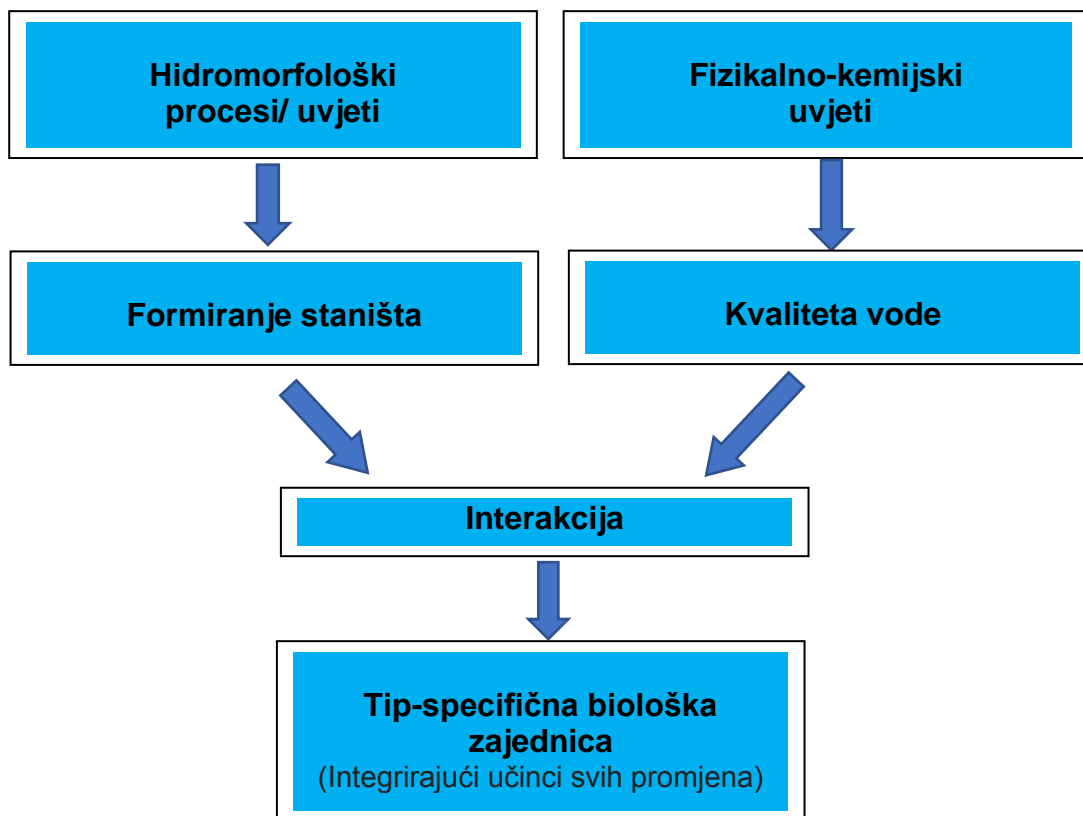 Hidromorfološki
procesi/ uvjeti
Fizikalno-kemijski
uvjeti
Formiranje staništa
Kvaliteta vode
Interakcija
Tip-specifična biološka
zajednica
(Integrirajući učinci svih promjena)